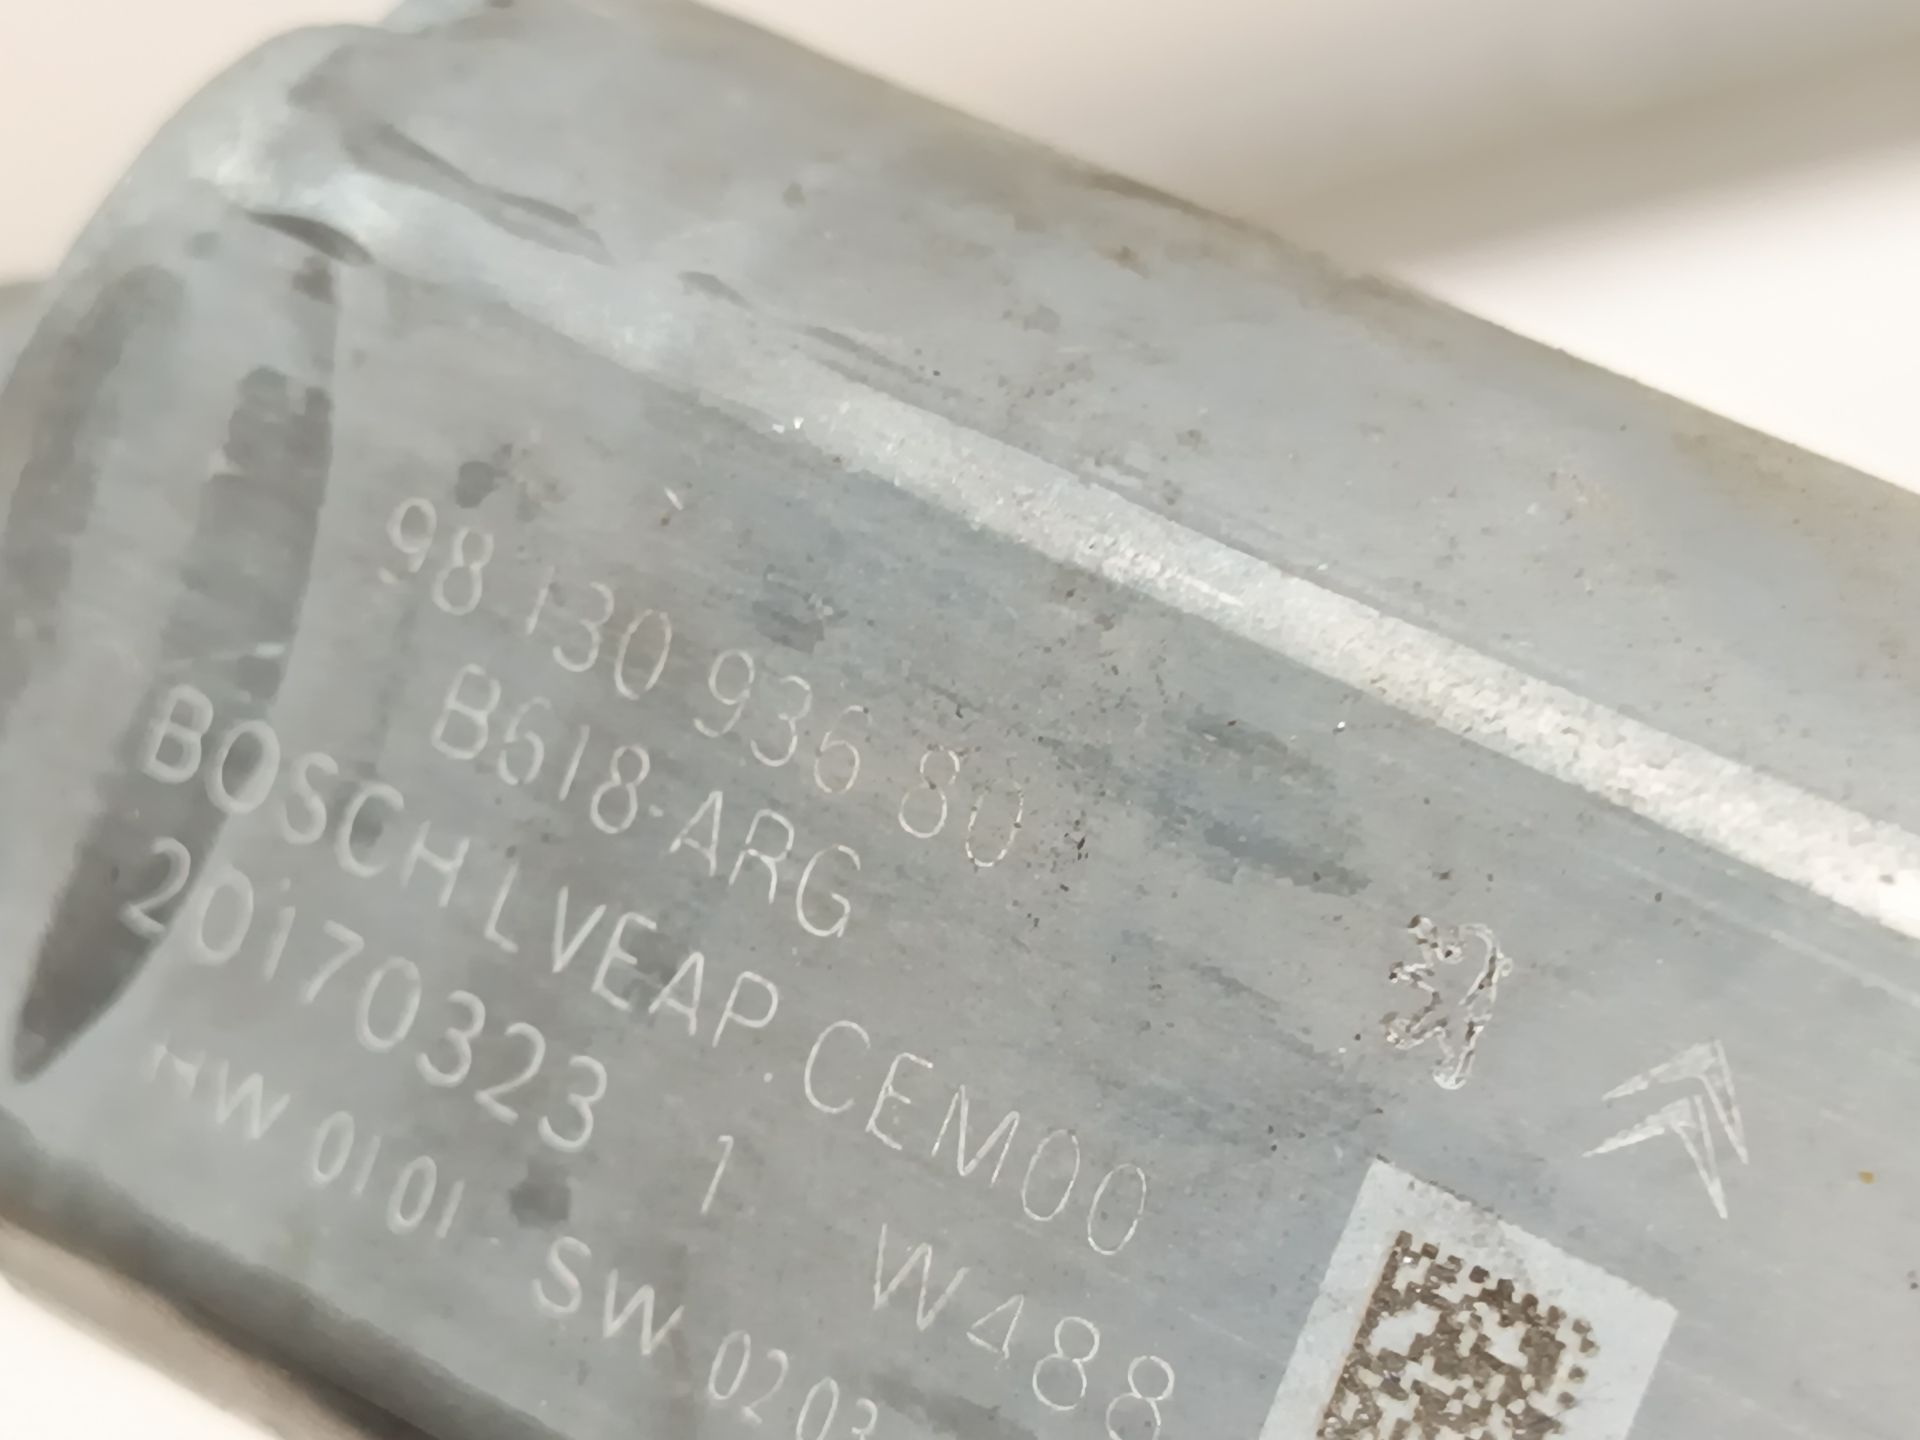 98 130 936 80
B618-ARG
BOSCH LVEAP.CEM00
20170323 1 W488
HW 0101 SW 0203